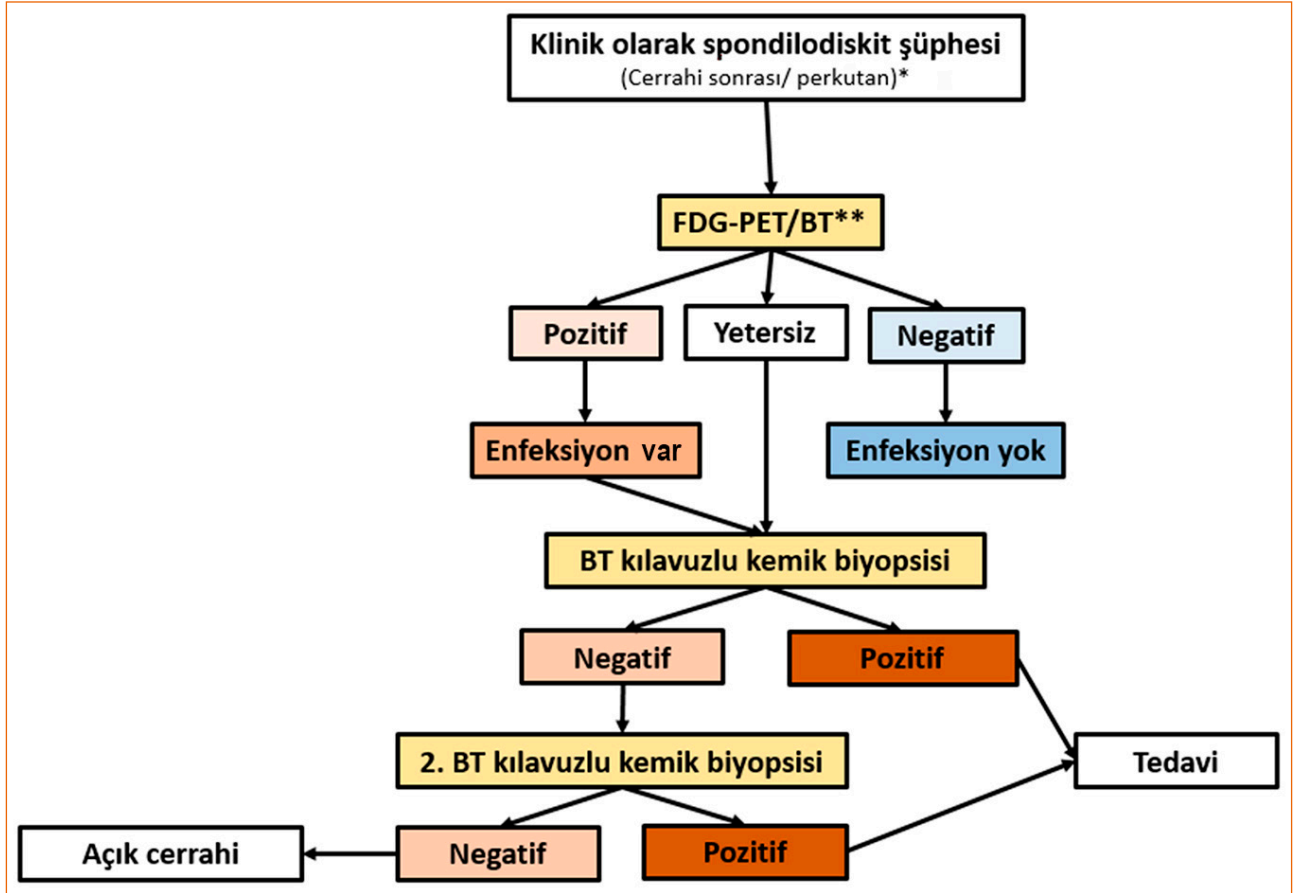 Klinik olarak spondilodiskit şüphesi
(Cerrahi sonrası/ perkutan)*
FDG-PET/BT**
Pozitif
Yetersiz
Negatif
Enfeksiyon var
Enfeksiyon yok
BT kılavuzlu kemik biyopsisi
Negatif
Pozitif
2. BT kılavuzlu kemik biyopsisi
Tedavi
Açık cerrahi
Negatif
Pozitif